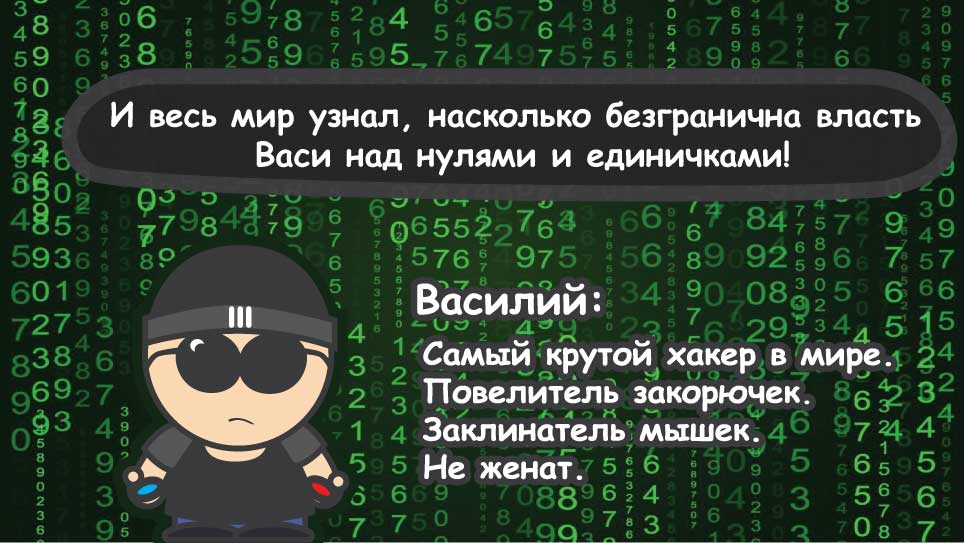 И весь мир узнал, насколько безгранична власть
Васи над нулями и единичками!
Василий:
Самый крутой хакер в мире.
Повелитель закорючек.
Заклинатель мышек.
Не женат.